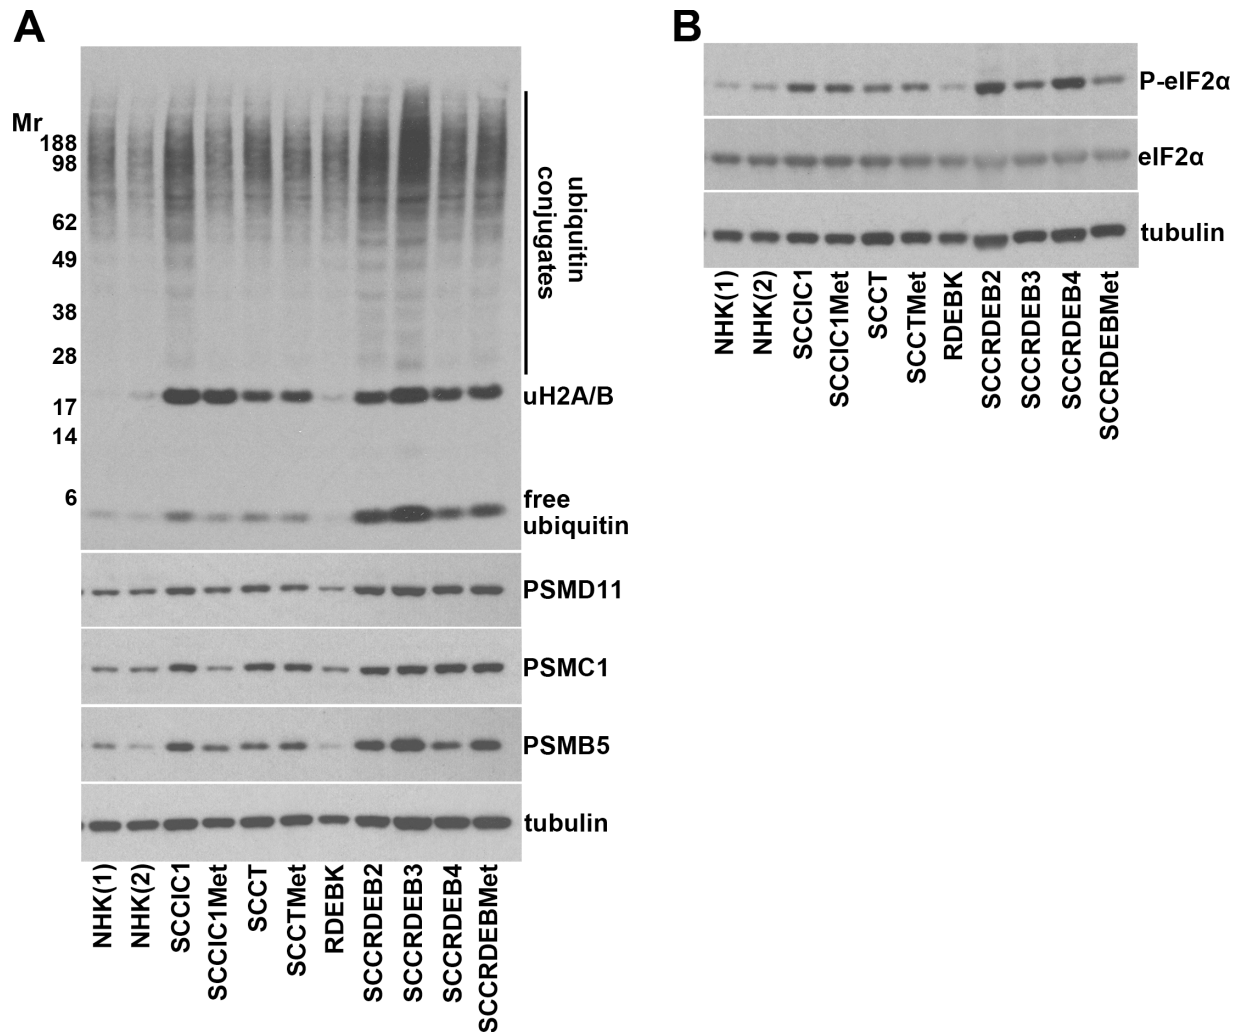 A
Mr
188
98
62
49
38
28
17
14
6
ubiquitin
conjugates
uH2A/B
free
ubiquitin
PSMD11
PSMC1
PSMB5
tubulin
NHK(1)
NHK(2)
SCCIC1
SCCIC1Met
SCCT
SCCTMet
RDEBK
SCCRDEB2
SCCRDEB3
SCCRDEB4
SCCRDEBMet
B
P-eIF2α
eIF2α
tubulin
NHK(1)
NHK(2)
SCCIC1
SCCIC1Met
SCCT
SCCTMet
RDEBK
SCCRDEB2
SCCRDEB3
SCCRDEB4
SCCRDEBMet